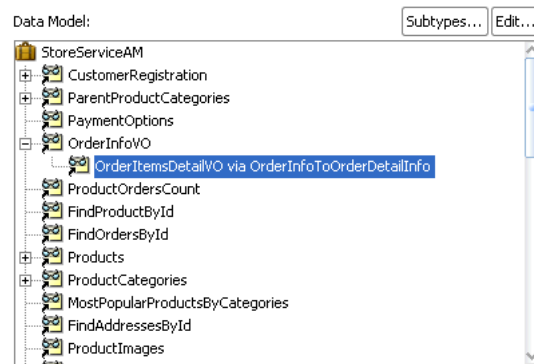 Data Model:
Subtypes... Edit...
StoreServiceAM
CustomerRegistration
ParentProductCategories
PaymentOptions
OrderInfoVO
OrderItemsDetailVO via OrderInfoToOrderDetailInfo
ProductOrdersCount
FindProductById
FindOrdersById
Products
ProductCategories
MostPopularProductsByCategories
FindAddressesById
ProductImages